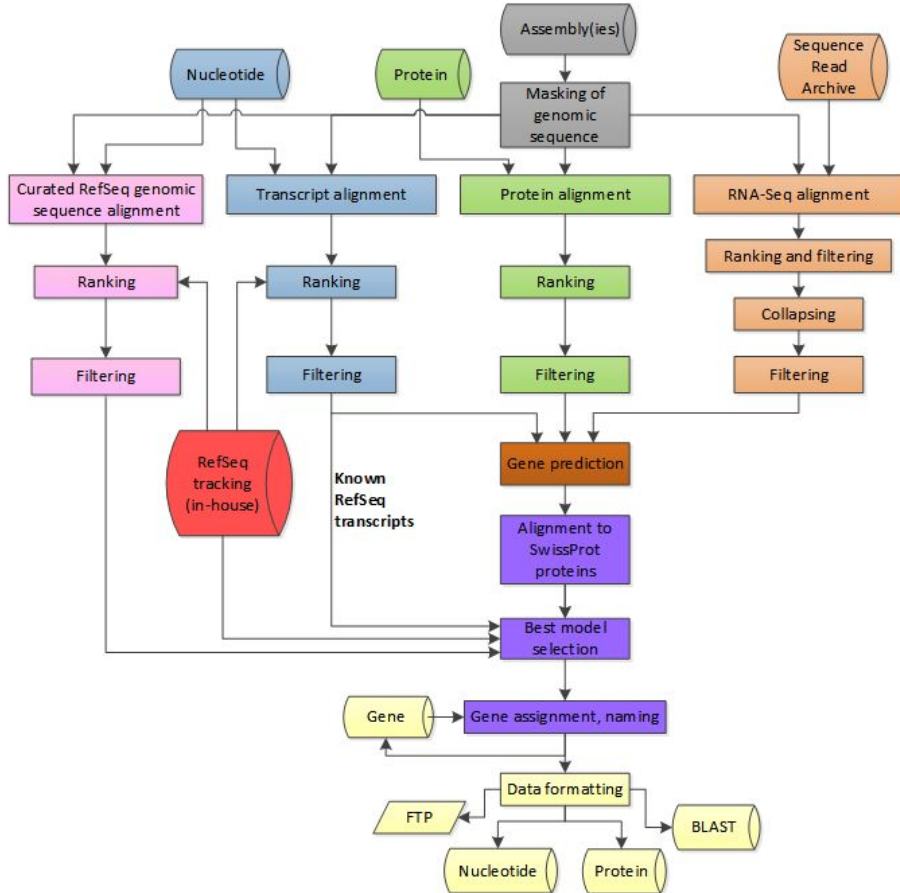 Assembly(ies)
Nucleotide
Protein
Sequence
Read
Archive
Masking of
genomic
sequence
Curated RefSeq genomic
sequence alignment
Transcript alignment
Protein alignment
RNA-Seq alignment
Ranking
Ranking
Ranking
Ranking and filtering
Collapsing
Filtering
Filtering
Filtering
Filtering
RefSeq
tracking
(in-house)
Known
RefSeq
transcripts
Gene prediction
Alignment to
SwissProt
proteins
Best model
selection
Gene
Gene assignment, naming
Data formatting
FTP
BLAST
Nucleotide
Protein